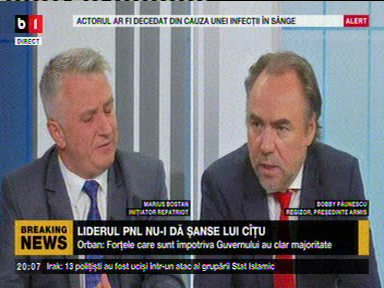 B1
ACTORUL AR FI DECEDAT DIN CAUZA UNEI INFECȚII ÎN SÂNGE
ALERT
DIRECT
MARIUS BOSTAN
INIȚIATOR REPATRIOT
BOBBY PĂUNESCU
REGIZOR, PREȘEDINTE ARMIS
BREAKING NEWS
LIDERUL PNL NU-I DĂ ȘANSE LUI CÎȚU
Orban: Forțele care sunt împotriva Guvernului au clar majoritate
20:07 Irak: 13 polițiști au fost uciși într-un atac al grupării Stat Islamic